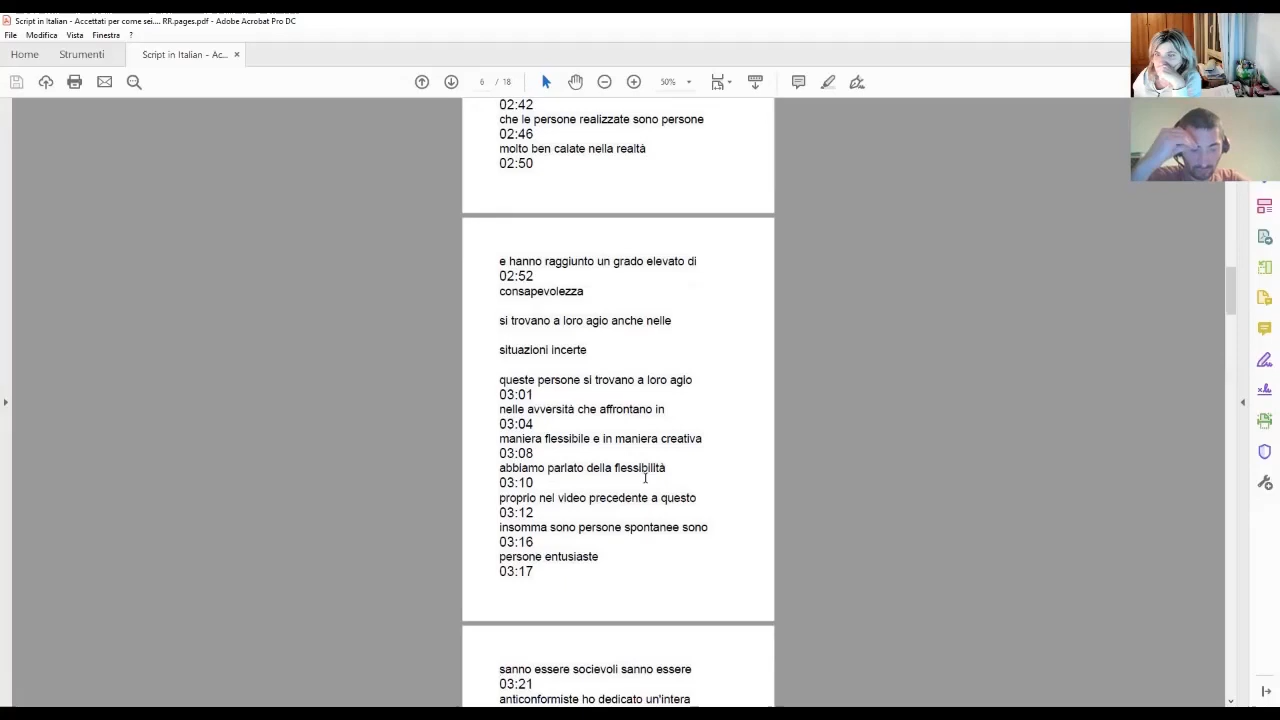 Script in Italian - Accettati per come sei.... RR.pages.pdf - Adobe Acrobat Pro DC
File Modifica Vista Finestra ?
Home Strumenti Script in Italian - Ac... ×
6 / 18 50%
02:42
che le persone realizzate sono persone
02:46
molto ben calate nella realtà
02:50
e hanno raggiunto un grado elevato di
02:52
consapevolezza
si trovano a loro agio anche nelle
situazioni incerte
queste persone si trovano a loro agio
03:01
nelle avversità che affrontano in
03:04
maniera flessibile e in maniera creativa
03:08
abbiamo parlato della flessibilità
03:10
proprio nel video precedente a questo
03:12
insomma sono persone spontanee sono
03:16
persone entusiaste
03:17
sanno essere socievoli sanno essere
03:21
anticonformiste ho dedicato un'intera